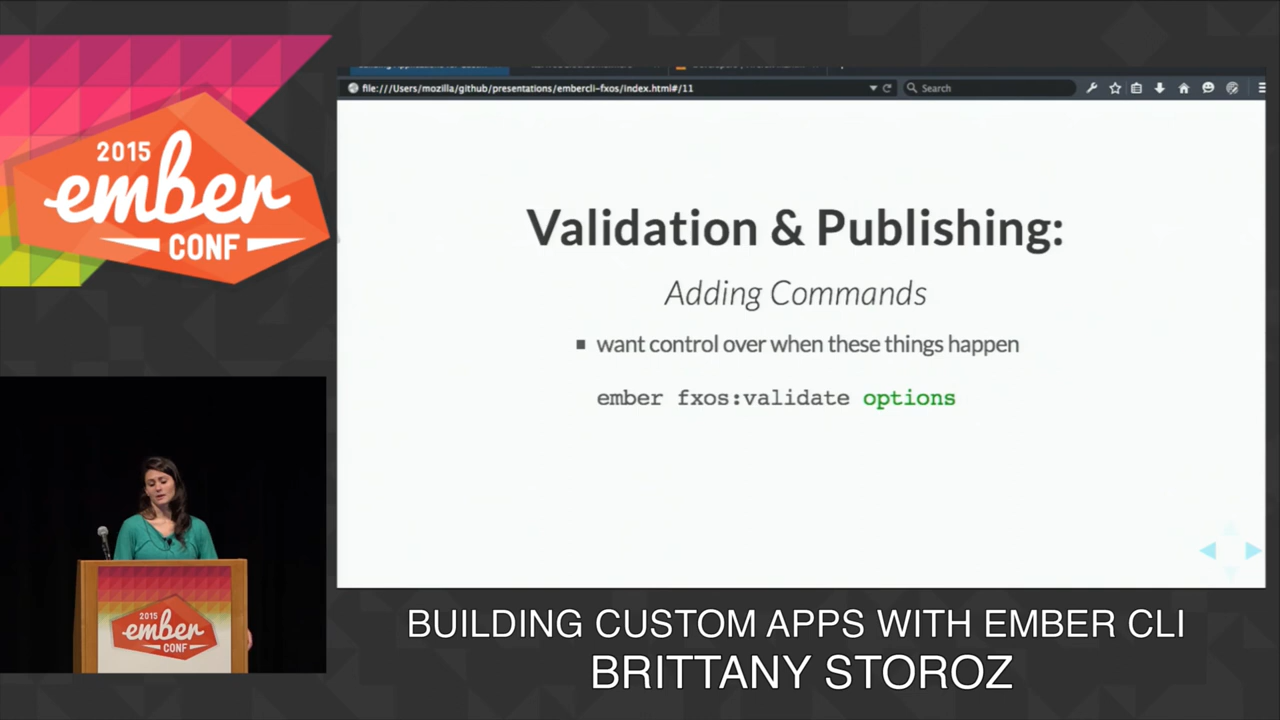 2015
ember
CONF
file:///Users/mozilla/github/presentations/embercli-fxos/index.html#/11
Search
Validation & Publishing:
Adding Commands
want control over when these things happen
ember fxos:validate options
2015
ember
CONF
BUILDING CUSTOM APPS WITH EMBER CLI
BRITTANY STOROZ